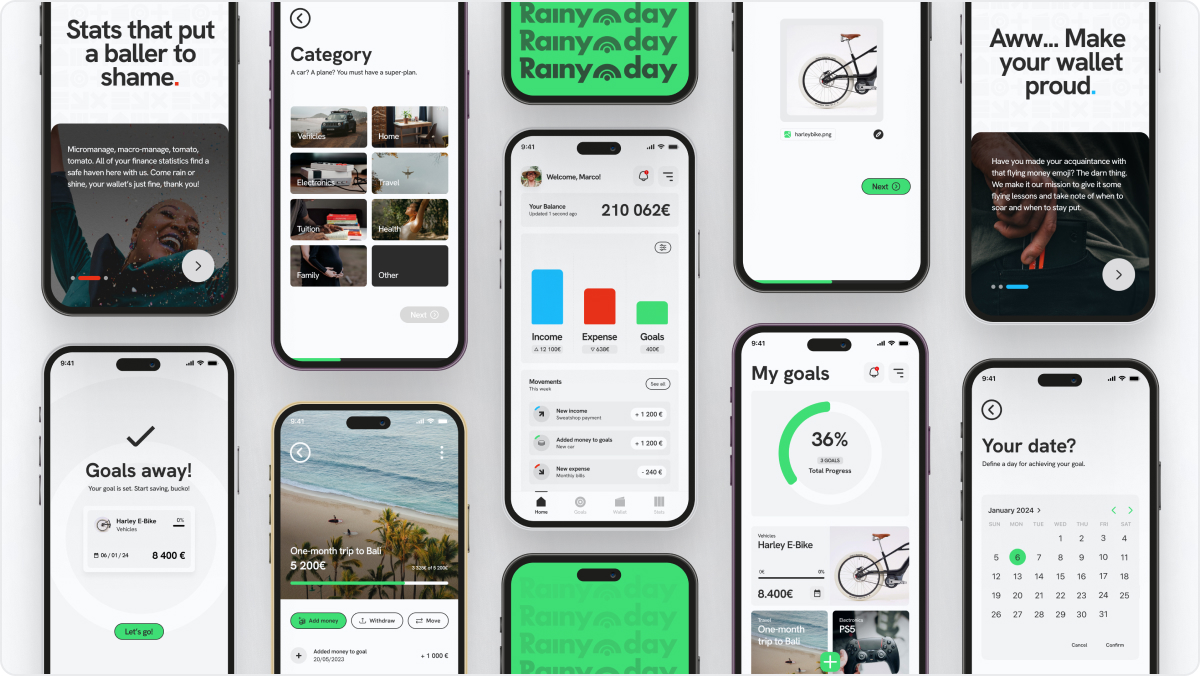 Stats that put
a baller to
shame.
Micromanage, macro-manage, tomato,
tomato. All of your finance statistics find a
safe haven here with us. Come rain or
shine, your wallet's just fine, thank you!
9:41
Goals away!
Your goal is set. Start saving, bucko!
Harley E-Bike
0%
Vehicles
06 / 01 / 24
8 400 €
Let's go!
Category
A car? A plane? You must have a super-plan.
Vehicles
Home
Electronics
Travel
Tuition
Health
Family
Other
Next
9:41
One-month trip to Bali
5 200€
Add money
Withdraw
Move
Added money to goal
20/05/2023
+ 1 000 €
Rainy day
Rainy day
Rainy day
9:41
Welcome, Marco!
Your Balance
Updated 1 second ago
210 062€
Income
Expense
Goals
12 100€
638€
400€
Movements
This week
See all
New income
Sweatshop payment
+ 1 200 €
Added money to goals
New car
+ 1 200 €
New expense
Monthly bills
- 240 €
Home
Goals
Wallet
Stats
Rainy day
Rainy day
Rainy day
Rainy day
harleybike.png
Next
9:41
My goals
36%
3 GOALS
Total Progress
Vehicles
Harley E-Bike
0€
0%
8.400€
Travel
One-month
trip to Bali
Electronics
PS5
Aww... Make
your wallet
proud.
Have you made your acquaintance with
that flying money emoji? The darn thing.
We make it our mission to give it some
flying lessons and take note of when to
soar and when to stay put.
9:41
Your date?
Define a day for achieving your goal.
January 2024
SUN MON TUE WED THU FRI SAT
1 2 3 4
5 6 7 8 9 10 11
12 13 14 15 16 17 18
19 20 21 22 23 24 25
26 27 28 29 30 31
Cancel
Confirm